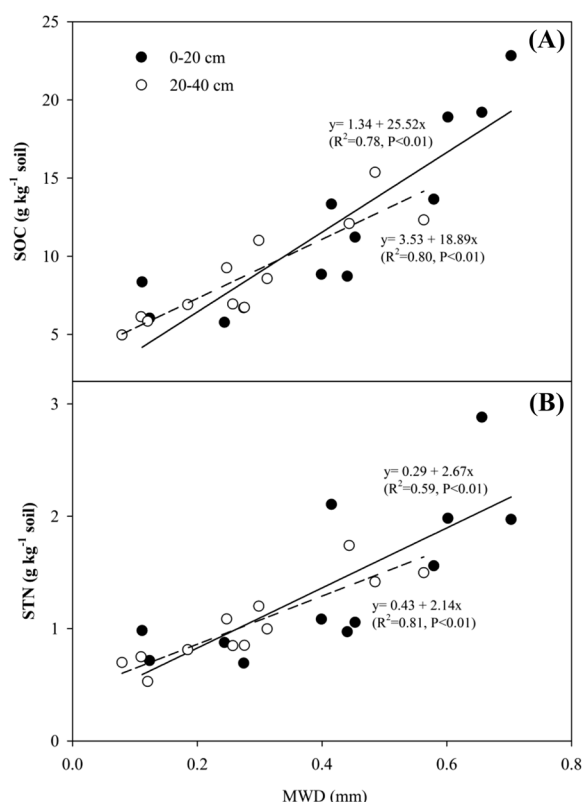 25
(A)
0-20 cm
20-40 cm
20
y= 1.34 + 25.52x
(R²=0.78, P<0.01)
15
SOC (g kg⁻¹ soil)
10
y= 3.53 + 18.89x
(R²=0.80, P<0.01)
5
(B)
3
y= 0.29 + 2.67x
(R²=0.59, P<0.01)
2
STN (g kg⁻¹ soil)
y= 0.43 + 2.14x
(R²=0.81, P<0.01)
1
0
0.0 0.2 0.4 0.6 0.8
MWD (mm)